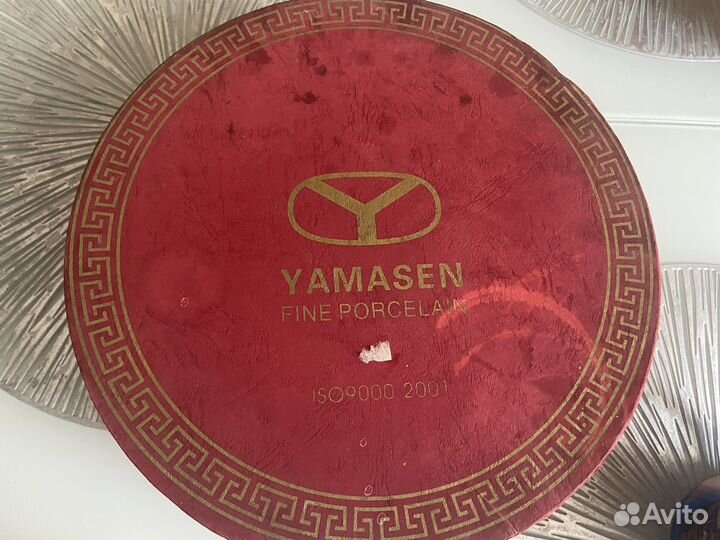 YAMASEN
FINE PORCELAIN
ISO9000 2001
Avito